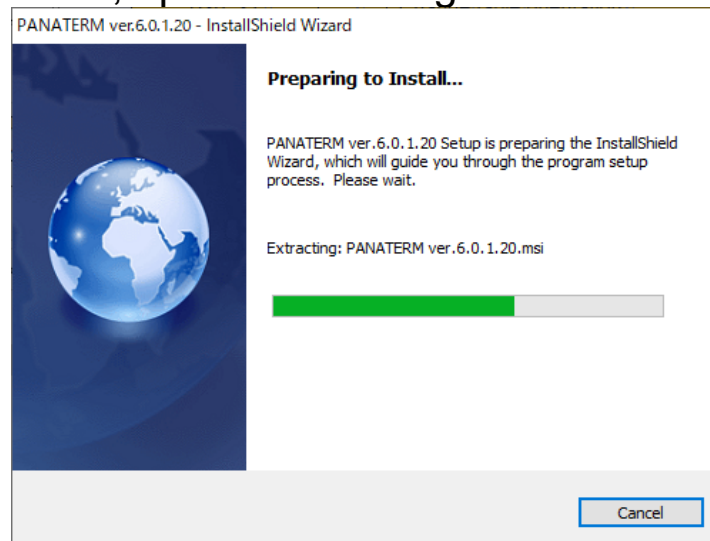 PANATERM ver.6.0.1.20 - InstallShield Wizard
Preparing to Install...
PANATERM ver.6.0.1.20 Setup is preparing the InstallShield
Wizard, which will guide you through the program setup
process. Please wait.
Extracting: PANATERM ver.6.0.1.20.msi
Cancel